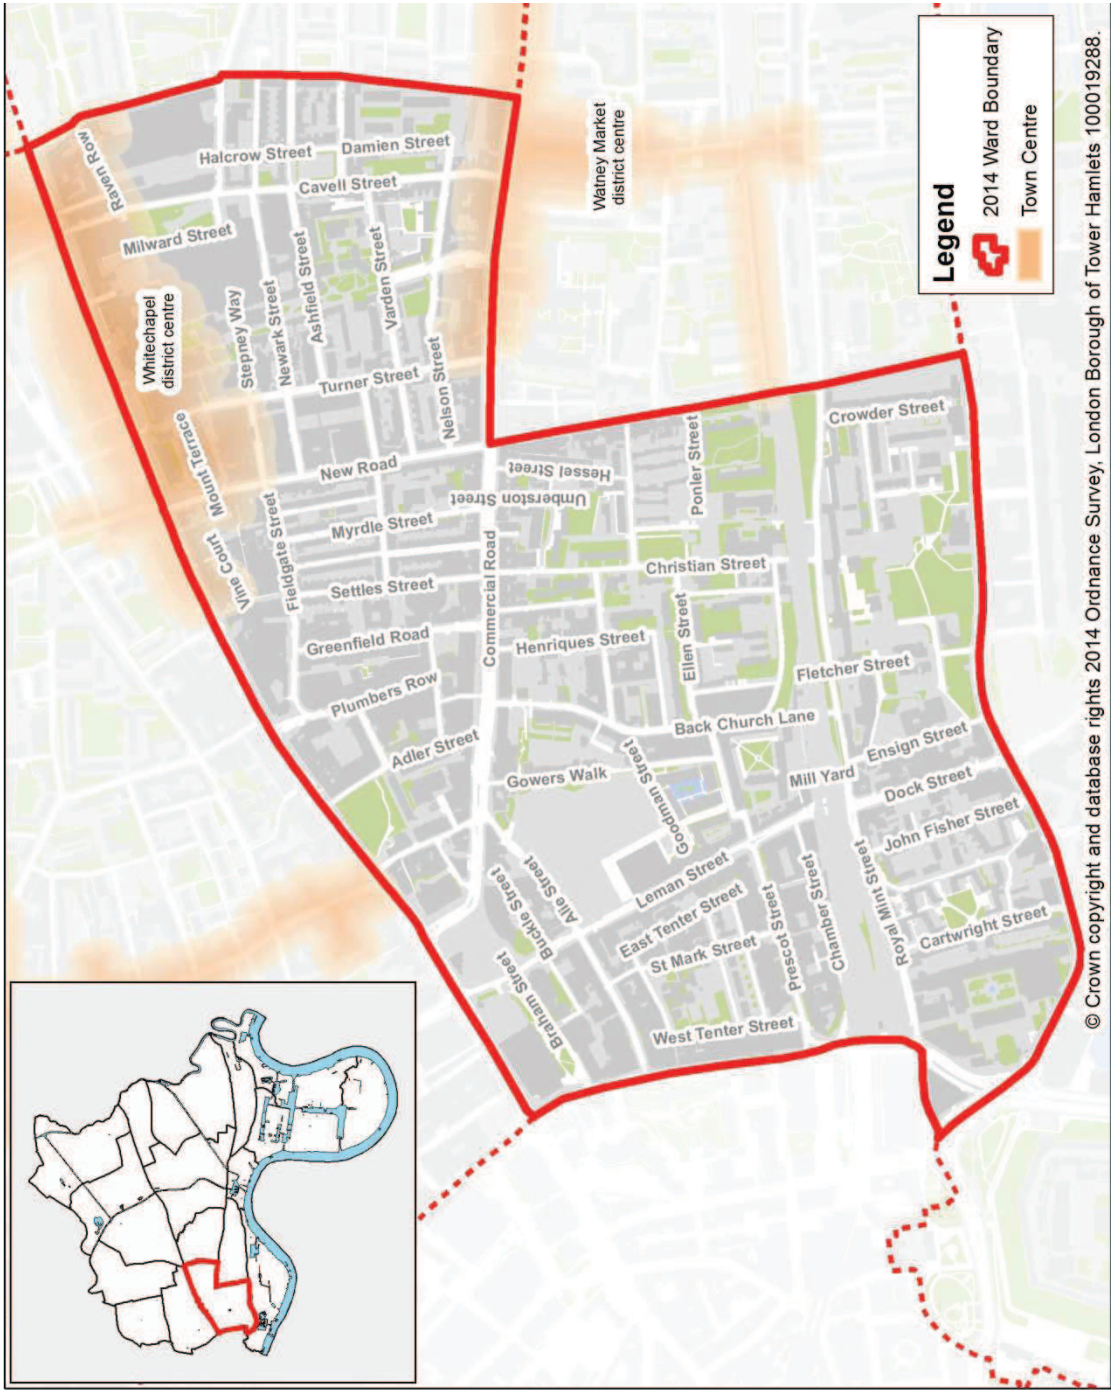 Raven Row
Halcrow Street
Damien Street
Cavell Street
Milward Street
Whitechapel
district centre
Stepney Way
Newark Street
Ashfield Street
Varden Street
Turner Street
Nelson Street
Mount Terrace
Vine Court
New Road
Fieldgate Street
Myrdle Street
Settles Street
Greenfield Road
Plumbers Row
Adler Street
Commercial Road
Umberston Street
Hessel Street
Ponler Street
Christian Street
Henriques Street
Ellen Street
Back Church Lane
Fletcher Street
Crowder Street
Gowers Walk
Goodman Street
Mill Yard
Ensign Street
Dock Street
John Fisher Street
Alie Street
Buckle Street
Braham Street
Leman Street
East Tenter Street
St Mark Street
West Tenter Street
Prescot Street
Chamber Street
Royal Mint Street
Cartwright Street
Watney Market
district centre
Legend
2014 Ward Boundary
Town Centre
© Crown copyright and database rights 2014 Ordnance Survey, London Borough of Tower Hamlets 100019288.